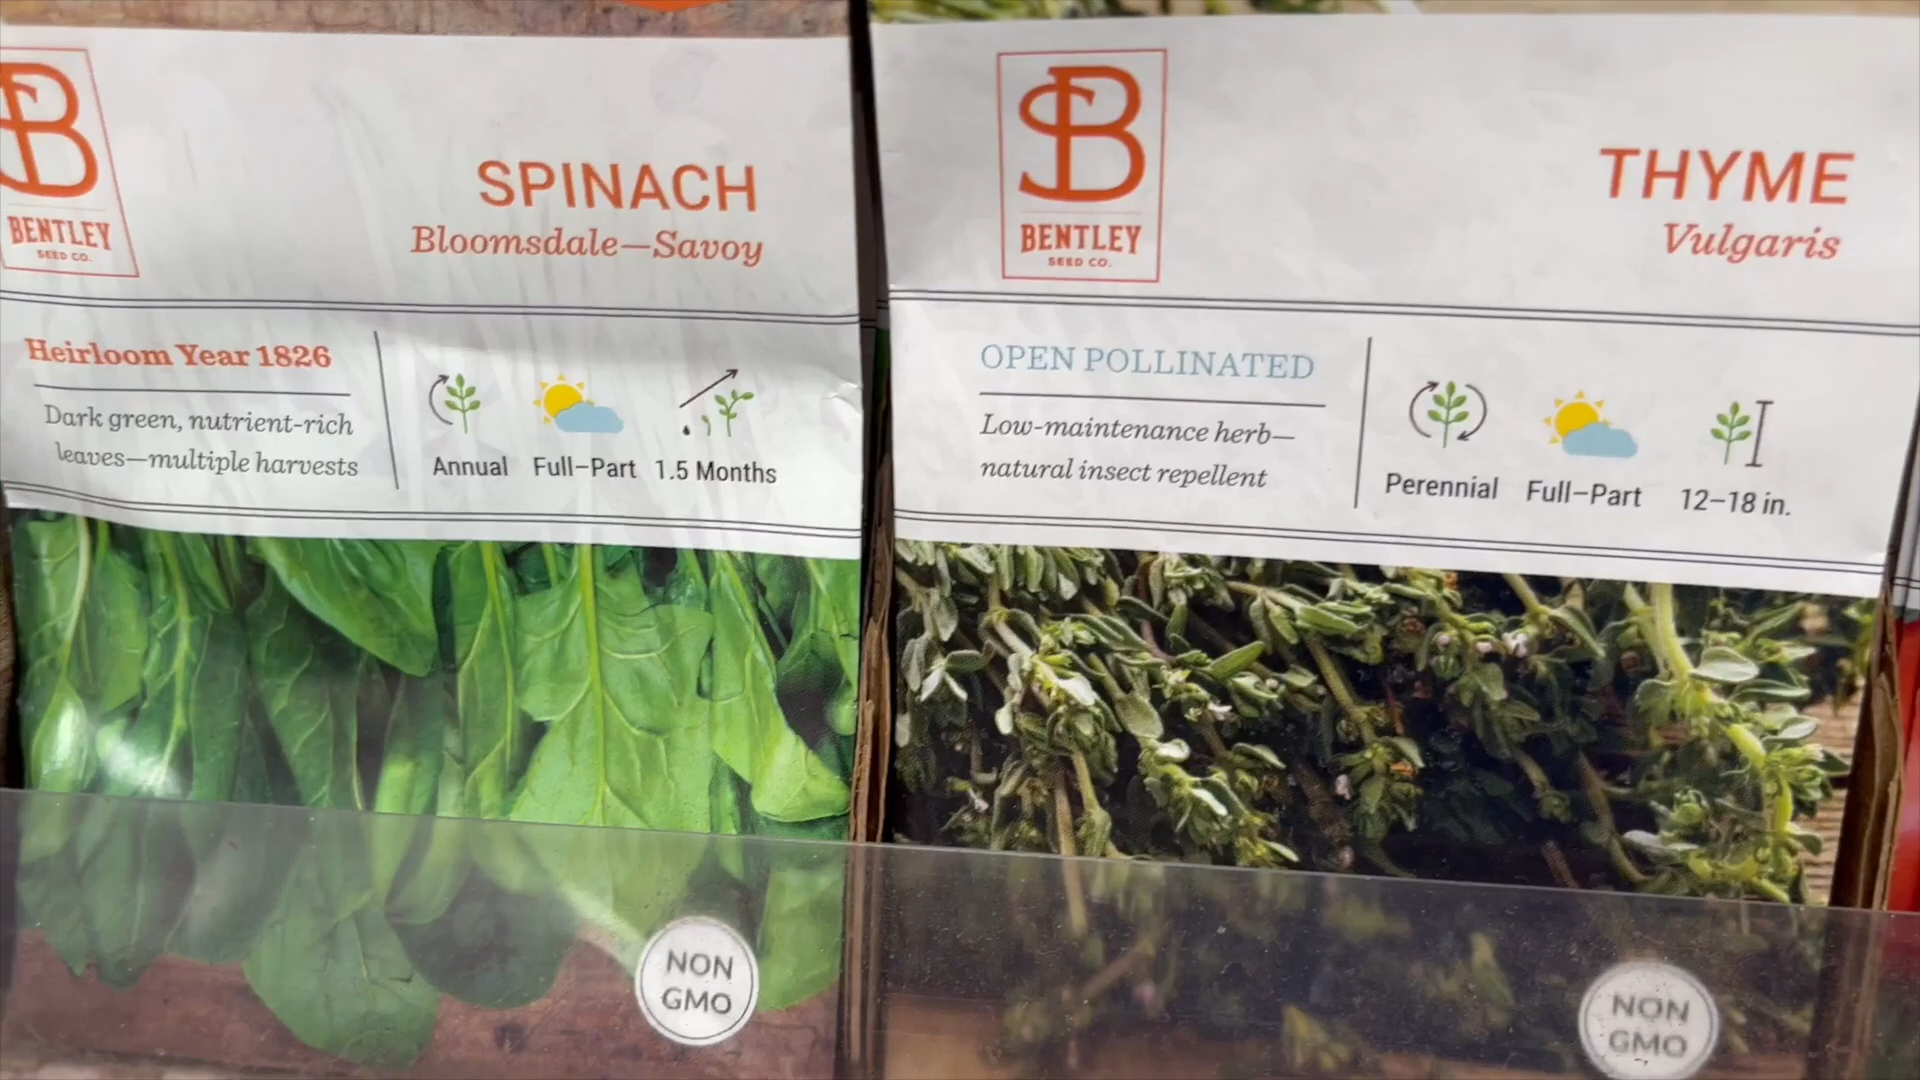 B
BENTLEY
SEED CO.
SPINACH
Bloomsdale—Savoy
Heirloom Year 1826
Dark green, nutrient-rich
leaves—multiple harvests
Annual
Full–Part
1.5 Months
NON
GMO
SB
BENTLEY
SEED CO.
THYME
Vulgaris
OPEN POLLINATED
Low-maintenance herb—
natural insect repellent
Perennial
Full–Part
12–18 in.
NON
GMO